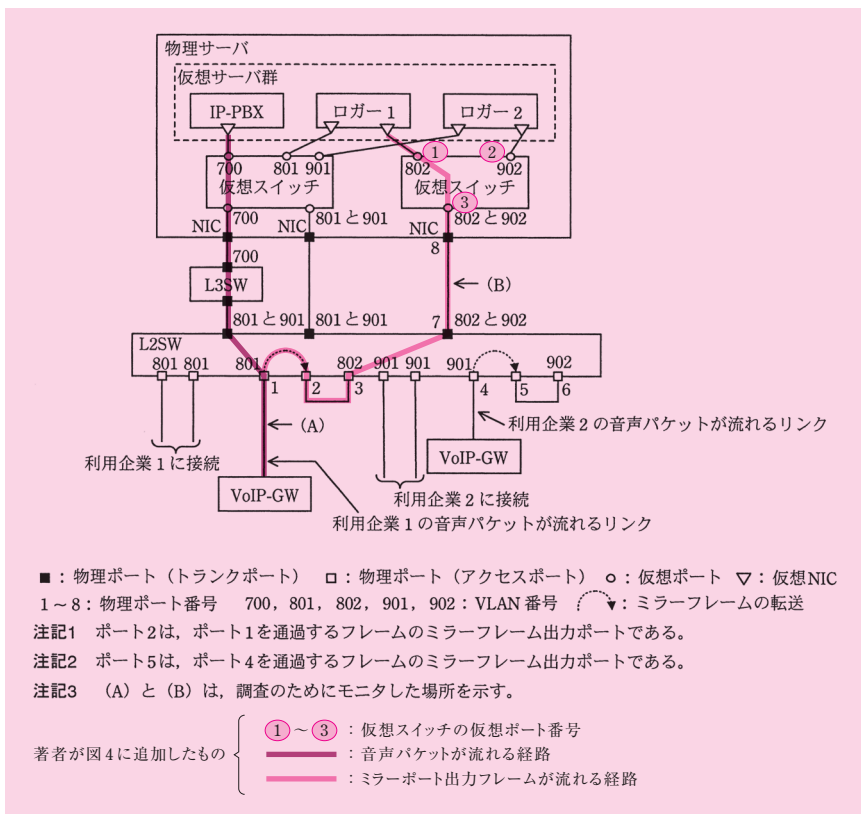 物理サーバ
仮想サーバ群
IP-PBX
ロガー1
ロガー2
1
2
700
801
901
802
902
仮想スイッチ
仮想スイッチ
3
700
801と901
802と902
NIC
NIC
NIC
8
700
L3SW
(B)
801と901
801と901
7
802と902
L2SW
801
801
801
802
901
901
901
902
1
2
3
4
5
6
(A)
利用企業2の音声パケットが流れるリンク
利用企業1に接続
VoIP-GW
VoIP-GW
利用企業2に接続
利用企業1の音声パケットが流れるリンク
■:物理ポート(トランクポート) □:物理ポート(アクセスポート) ○:仮想ポート ▽:仮想NIC
1~8:物理ポート番号 700,801,802,901,902:VLAN番号 :ミラーフレームの転送
注記1 ポート2は,ポート1を通過するフレームのミラーフレーム出力ポートである。
注記2 ポート5は,ポート4を通過するフレームのミラーフレーム出力ポートである。
注記3 (A)と(B)は,調査のためにモニタした場所を示す。
1~3:仮想スイッチの仮想ポート番号
著者が図4に追加したもの
:音声パケットが流れる経路
:ミラーポート出力フレームが流れる経路